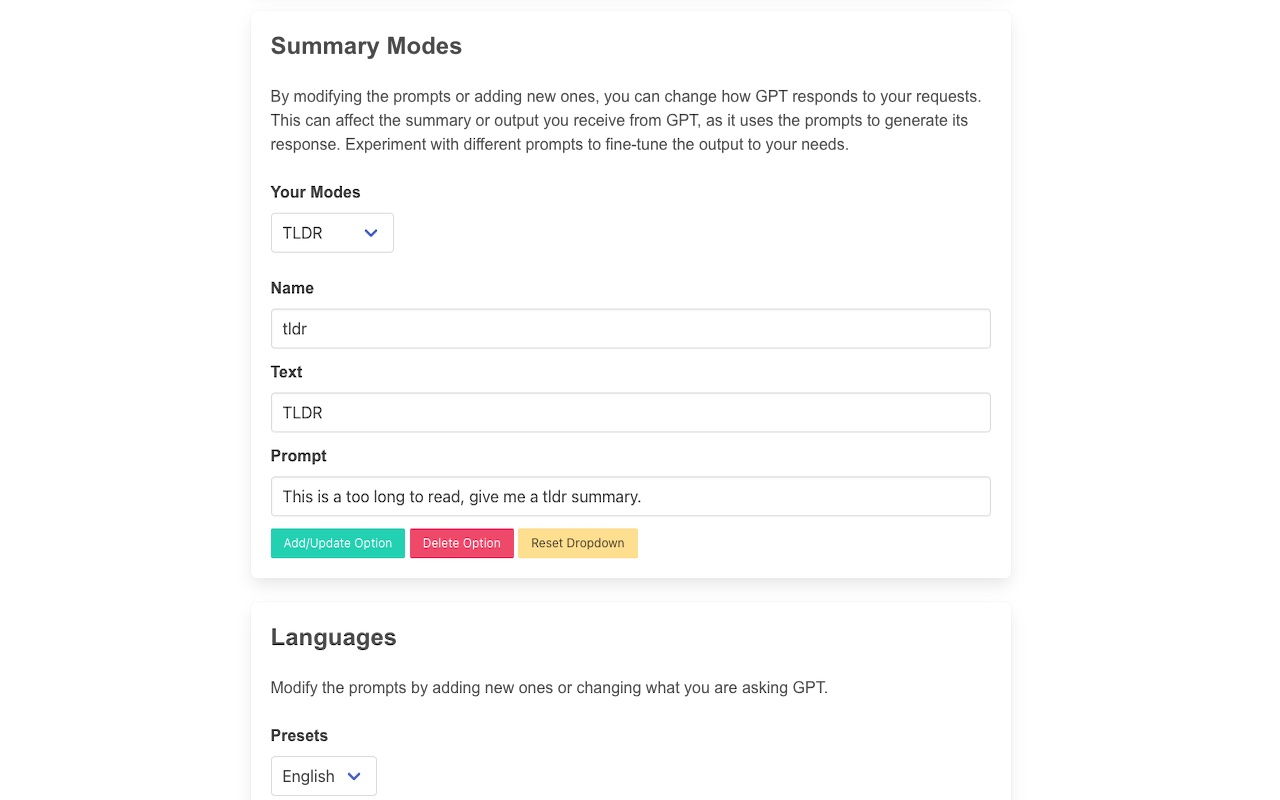 Summary Modes
By modifying the prompts or adding new ones, you can change how GPT responds to your requests.
This can affect the summary or output you receive from GPT, as it uses the prompts to generate its
response. Experiment with different prompts to fine-tune the output to your needs.
Your Modes
TLDR
Name
tldr
Text
TLDR
Prompt
This is a too long to read, give me a tldr summary.
Add/Update Option Delete Option Reset Dropdown
Languages
Modify the prompts by adding new ones or changing what you are asking GPT.
Presets
English